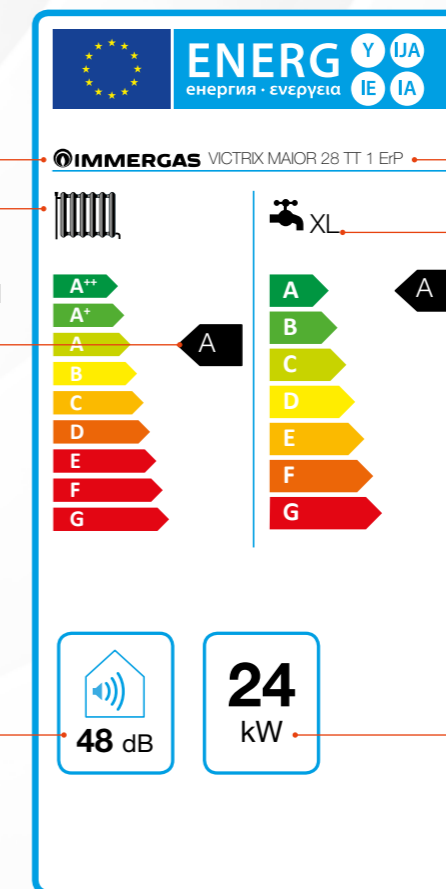 ENERG Y IJA
енергия · ενεργεια IE IA
IMMERGAS VICTRIX MAIOR 28 TT 1 ErP
XL
A++
A+
A
B
C
D
E
F
G
A
A
B
C
D
E
F
G
A
48 dB
24
kW